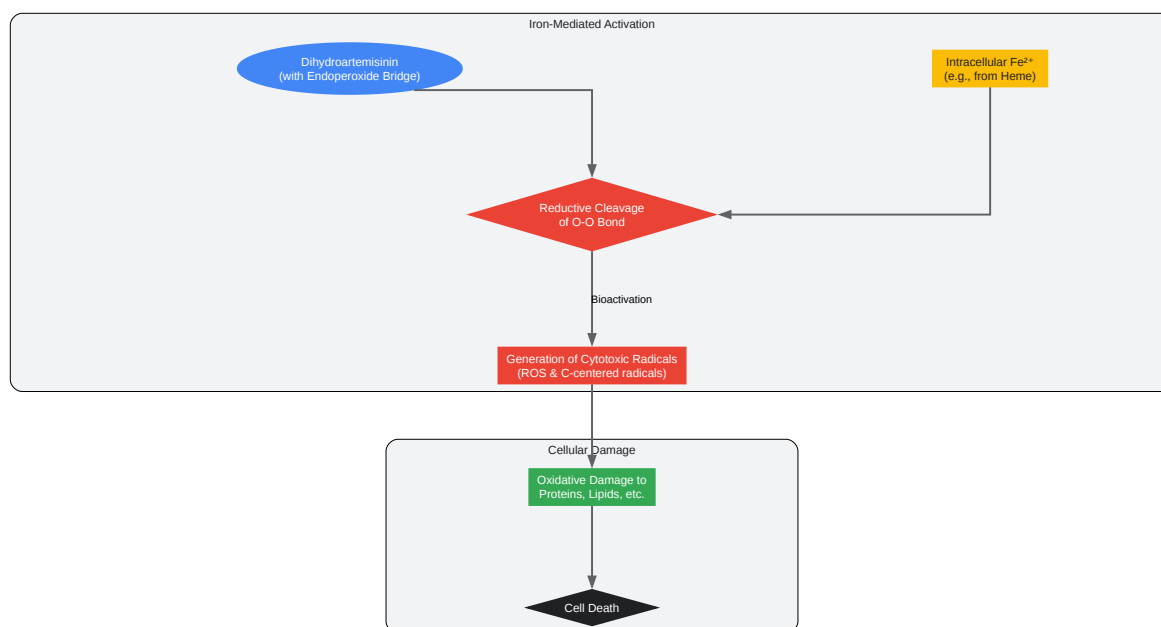 Iron-Mediated Activation
Dihydroartemisinin
(with Endoperoxide Bridge)
Intracellular Fe²⁺
(e.g., from Heme)
Reductive Cleavage
of O-O Bond
Bioactivation
Generation of Cytotoxic Radicals
(ROS & C-centered radicals)
Cellular Damage
Oxidative Damage to
Proteins, Lipids, etc.
Cell Death